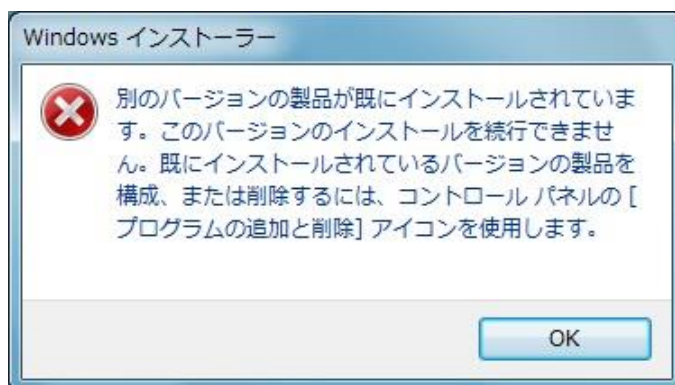 Windows インストーラー
別のバージョンの製品が既にインストールされていま
す。このバージョンのインストールを続行できませ
ん。既にインストールされているバージョンの製品を
構成、または削除するには、コントロール パネルの [
プログラムの追加と削除] アイコンを使用します。
OK